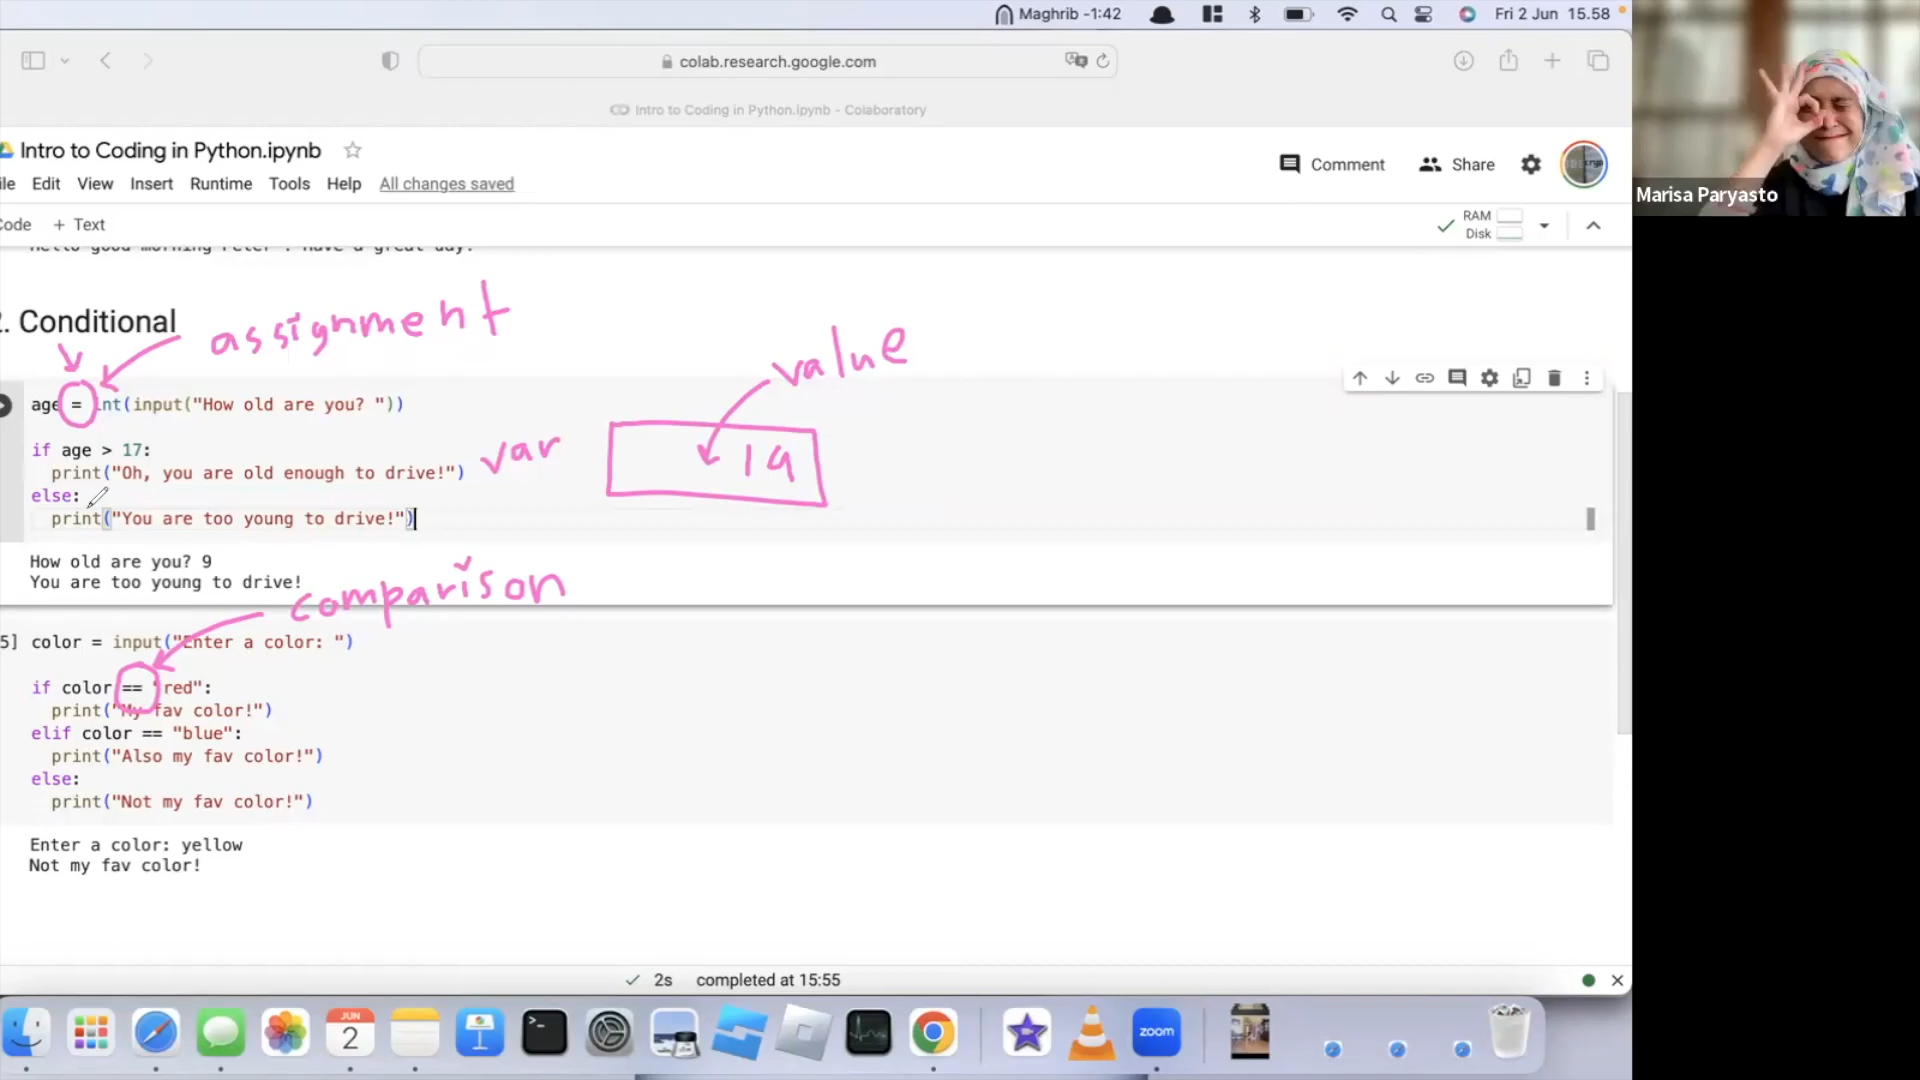 Maghrib -1:42
Fri 2 Jun 15.58
colab.research.google.com
Intro to Coding in Python.ipynb - Colaboratory
Intro to Coding in Python.ipynb
Comment
Share
Edit View Insert Runtime Tools Help All changes saved
+ Text
RAM
Disk
Marisa Paryasto
. Conditional
assignment
value
age = int(input("How old are you? "))
if age > 17:
print("Oh, you are old enough to drive!")
var
19
else:
print("You are too young to drive!")
How old are you? 9
You are too young to drive!
comparison
5] color = input("Enter a color: ")
if color == "red":
print("My fav color!")
elif color == "blue":
print("Also my fav color!")
else:
print("Not my fav color!")
Enter a color: yellow
Not my fav color!
2s completed at 15:55
JUN
2
zoom